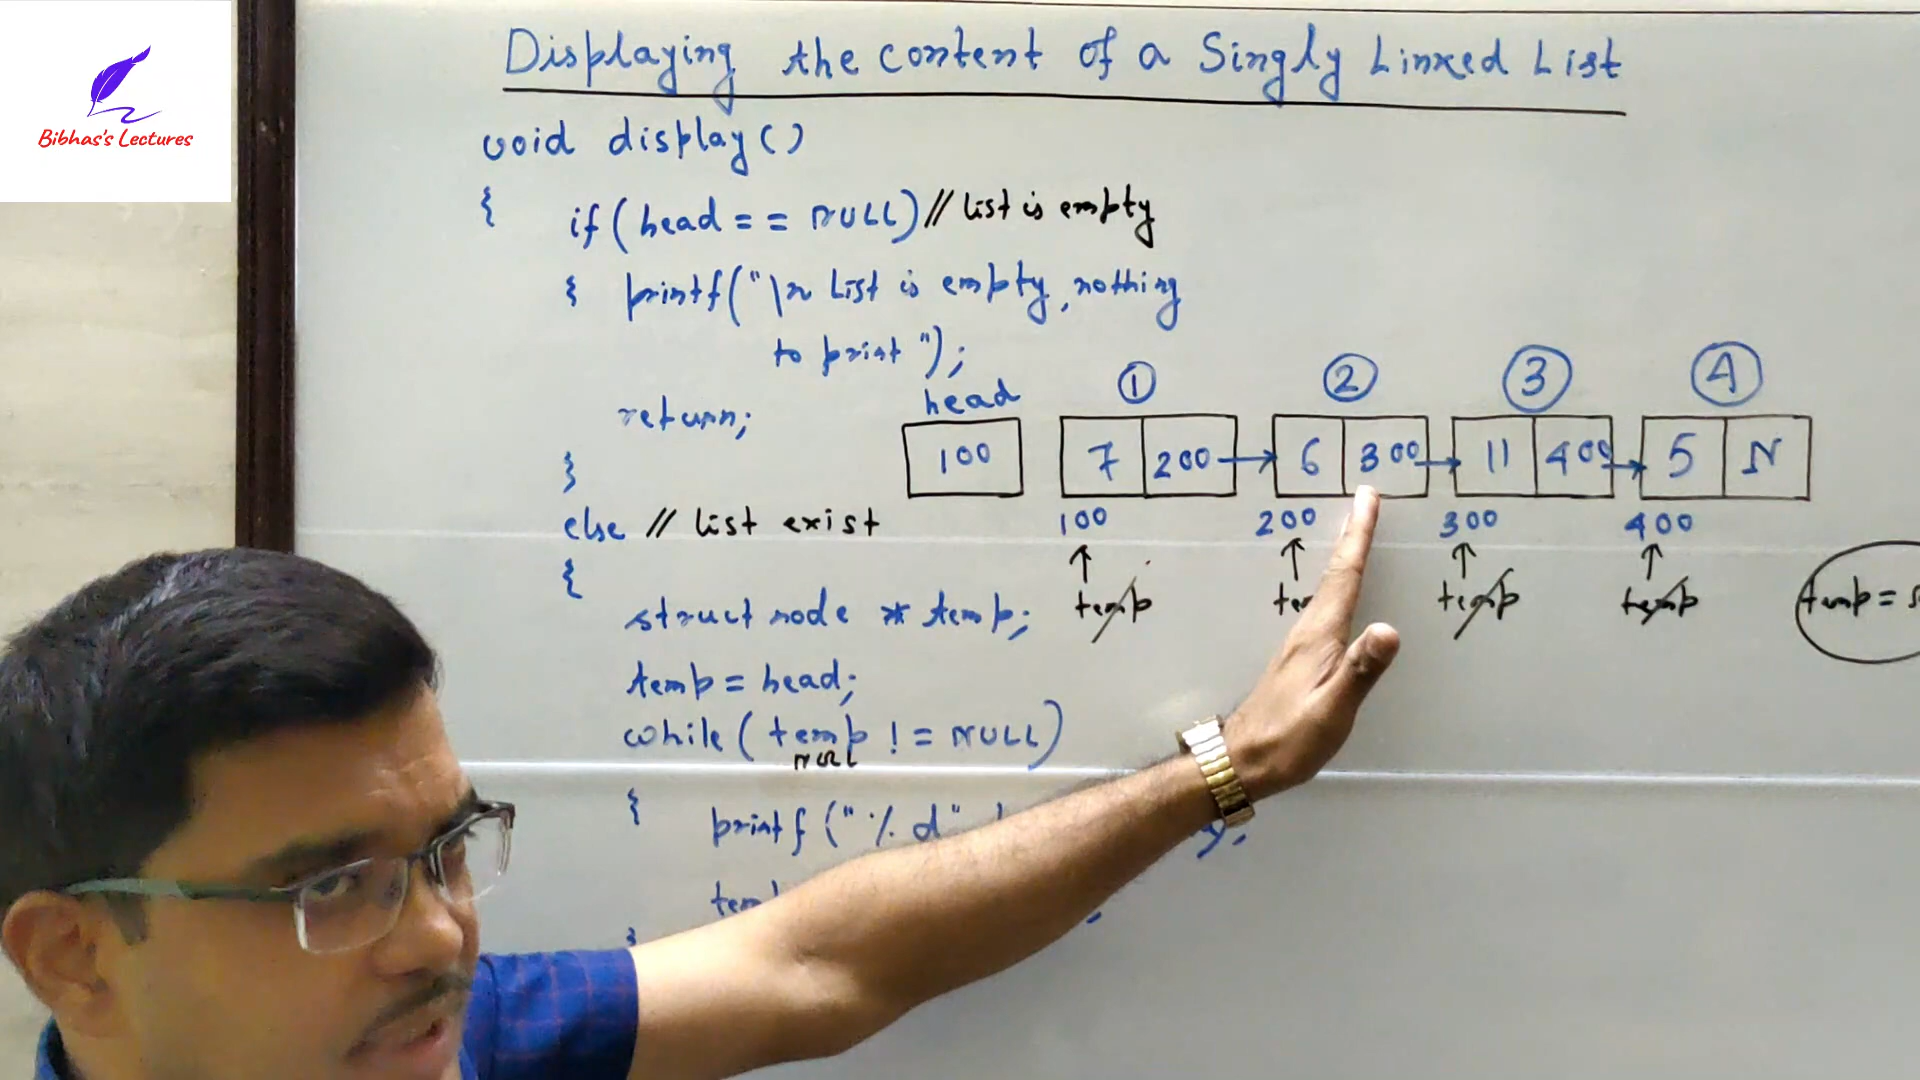 Bibhas's Lectures
Displaying the content of a Singly Linked List
void display()
{
if(head == NULL) // List is empty
{ printf("\n List is empty, nothing
to print");
return;
}
else // List exist
{
struct node * temp;
temp = head;
while( temp != NULL)
NULL
{
printf ("%d"
}
head
100
① ② ③ ④
7 200 6 300 11 400 5 N
100 200 300 400
temp temp temp
temp =